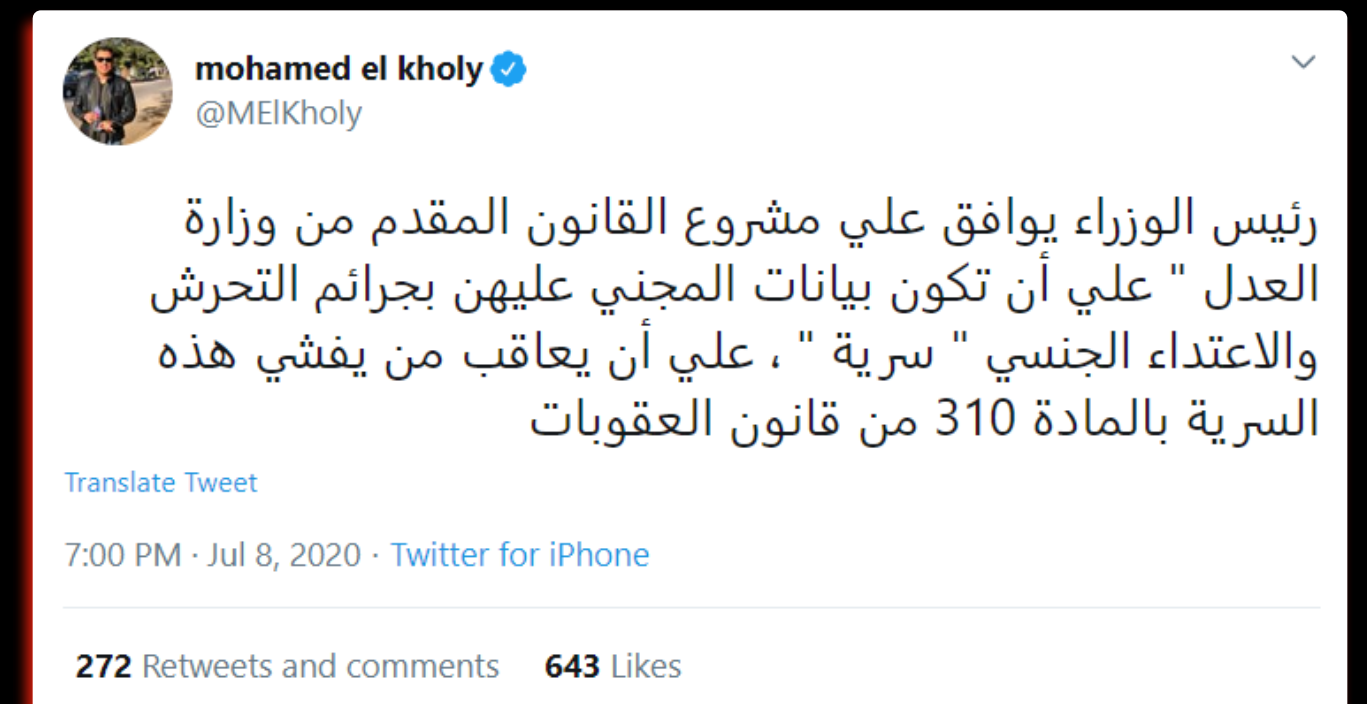 mohamed el kholy
@MElKholy
رئيس الوزراء يوافق علي مشروع القانون المقدم من وزارة
العدل " علي أن تكون بيانات المجني عليهن بجرائم التحرش
والاعتداء الجنسي " سرية " ، علي أن يعاقب من يفشي هذه
السرية بالمادة 310 من قانون العقوبات
Translate Tweet
7:00 PM · Jul 8, 2020 · Twitter for iPhone
272 Retweets and comments 643 Likes